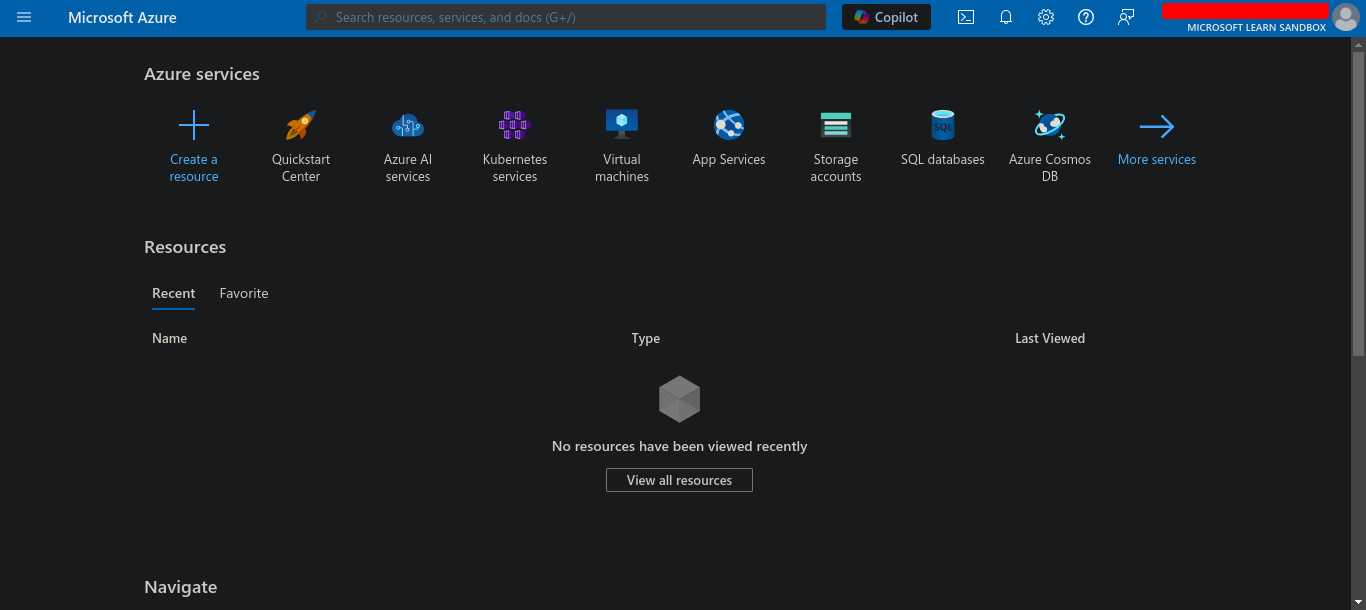 Microsoft Azure
Search resources, services, and docs (G+/)
Copilot
MICROSOFT LEARN SANDBOX
Azure services
Create a
resource
Quickstart
Center
Azure AI
services
Kubernetes
services
Virtual
machines
App Services
Storage
accounts
SQL
SQL databases
Azure Cosmos
DB
More services
Resources
Recent
Favorite
Name
Type
Last Viewed
No resources have been viewed recently
View all resources
Navigate